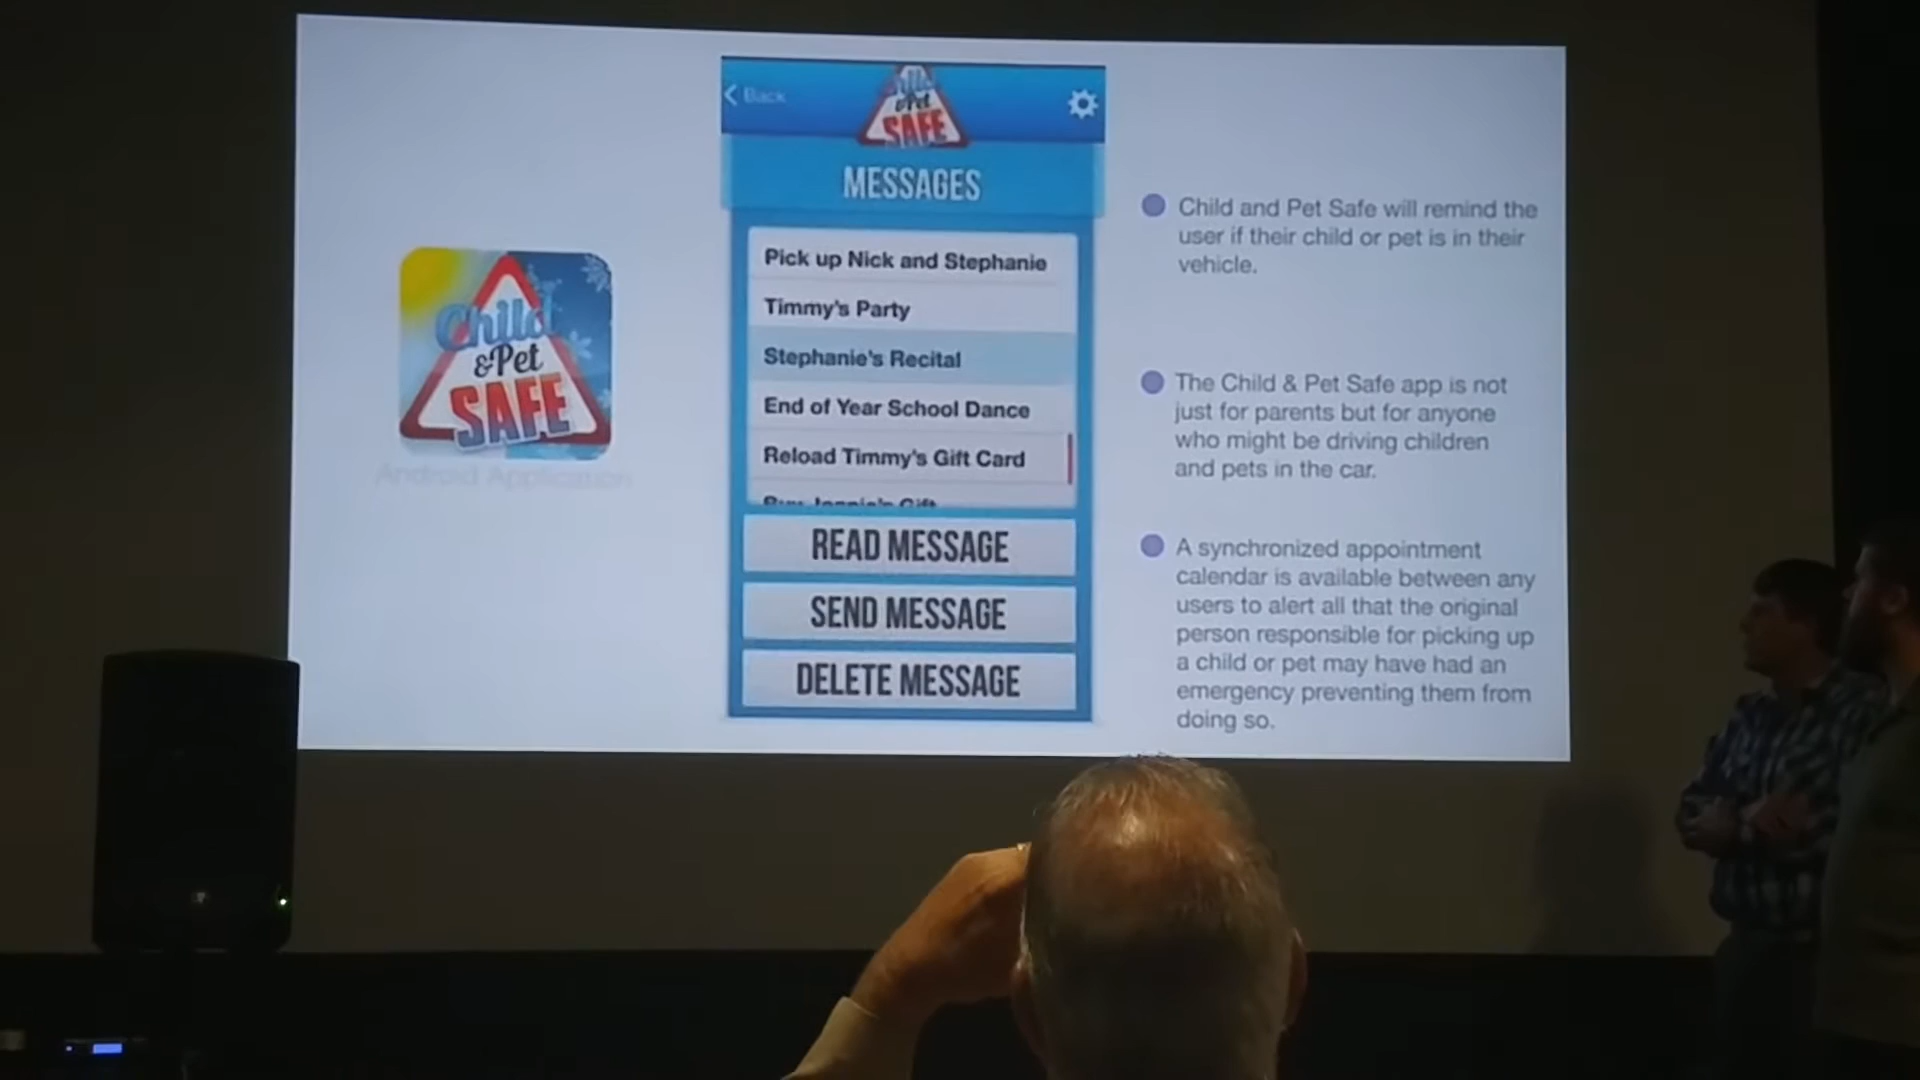 Child
&Pet
SAFE
Android Application
Back
Child
&Pet
SAFE
MESSAGES
Pick up Nick and Stephanie
Timmy's Party
Stephanie's Recital
End of Year School Dance
Reload Timmy's Gift Card
READ MESSAGE
SEND MESSAGE
DELETE MESSAGE
Child and Pet Safe will remind the
user if their child or pet is in their
vehicle.
The Child & Pet Safe app is not
just for parents but for anyone
who might be driving children
and pets in the car.
A synchronized appointment
calendar is available between any
users to alert all that the original
person responsible for picking up
a child or pet may have had an
emergency preventing them from
doing so.